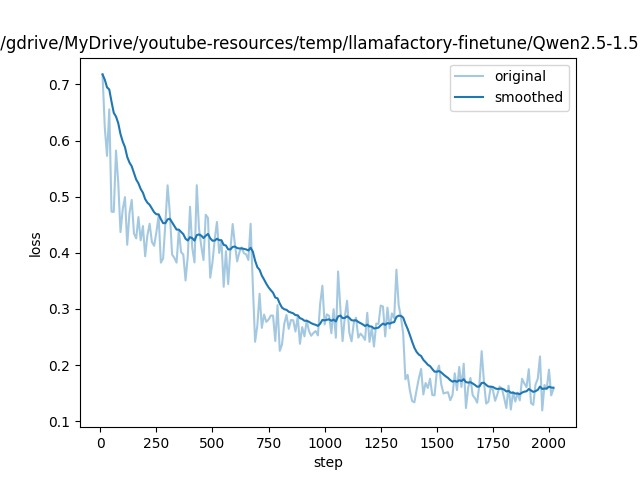 /gdrive/MyDrive/youtube-resources/temp/llamafactory-finetune/Qwen2.5-1.5
original
smoothed
0.7
0.6
0.5
0.4
0.3
0.2
0.1
loss
0 250 500 750 1000 1250 1500 1750 2000
step